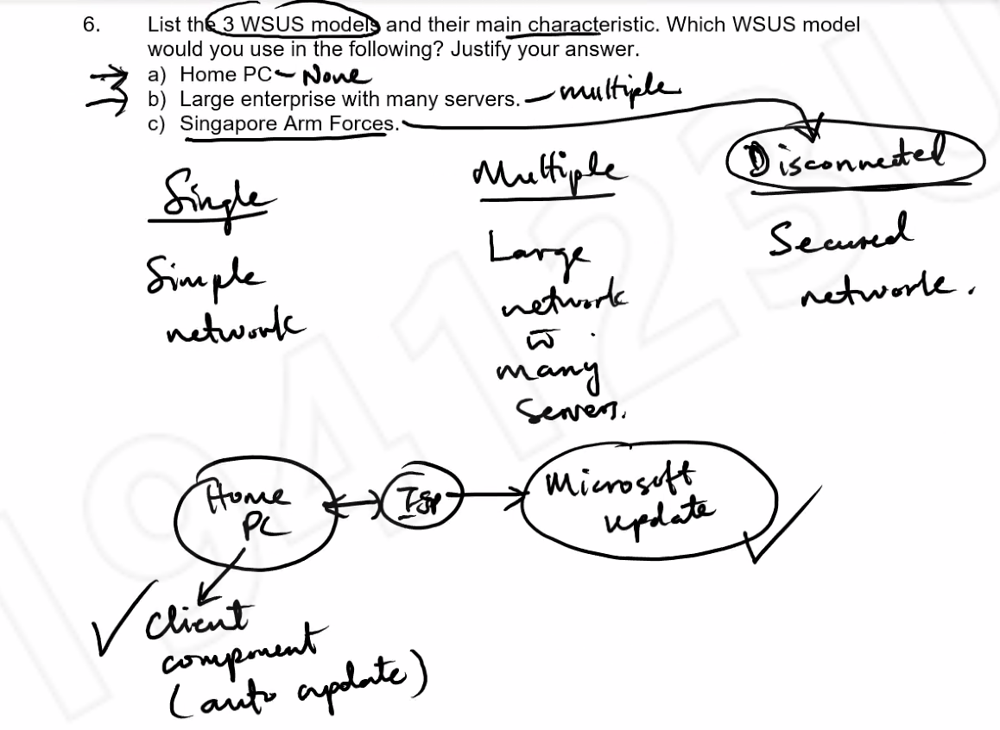 6. List the 3 WSUS models and their main characteristic. Which WSUS model
would you use in the following? Justify your answer.
a) Home PC - None
b) Large enterprise with many servers. - multiple
c) Singapore Arm Forces.
Single
Multiple
Disconnected
Simple
network
Large
network
w
many
servers.
Secured
network.
Home
PC
ISP
Microsoft
update
Client
component
(auto update)